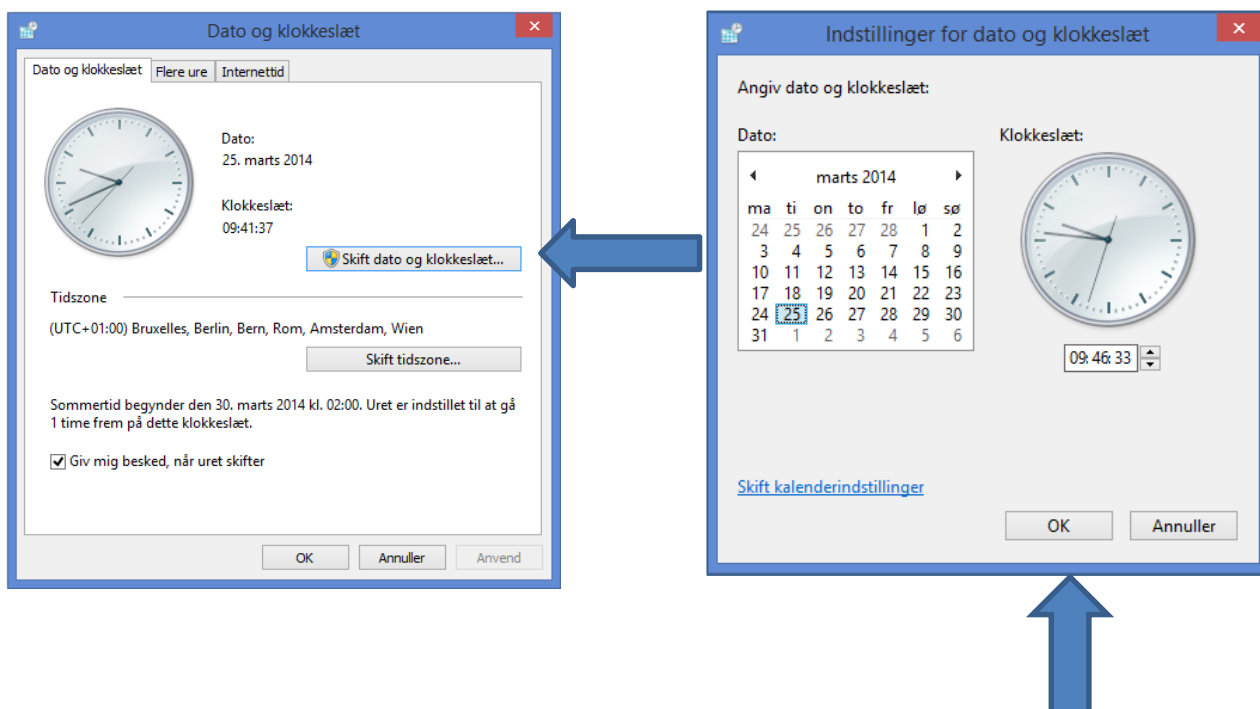 Dato og klokkeslæt
Dato og klokkeslæt Flere ure Internettid
Dato:
25. marts 2014
Klokkeslæt:
09:41:37
Skift dato og klokkeslæt...
Tidszone
(UTC+01:00) Bruxelles, Berlin, Bern, Rom, Amsterdam, Wien
Skift tidszone...
Sommertid begynder den 30. marts 2014 kl. 02:00. Uret er indstillet til at gå
1 time frem på dette klokkeslæt.
Giv mig besked, når uret skifter
OK Annuller Anvend
Indstillinger for dato og klokkeslæt
Angiv dato og klokkeslæt:
Dato: Klokkeslæt:
marts 2014
ma ti on to fr lø sø
24 25 26 27 28 1 2
3 4 5 6 7 8 9
10 11 12 13 14 15 16
17 18 19 20 21 22 23
24 25 26 27 28 29 30
31 1 2 3 4 5 6
09:46:33
Skift kalenderindstillinger
OK Annuller